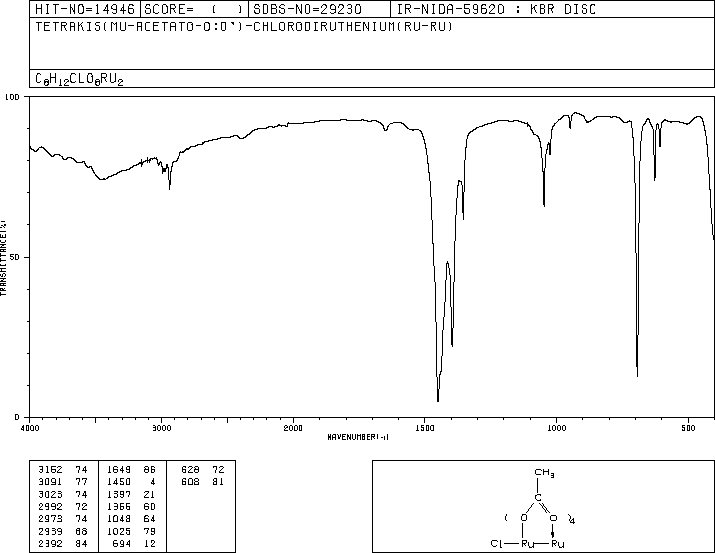 HIT-NO=14946 SCORE= ( ) SDBS-NO=29230 IR-NIDA-59620 : KBR DISC
TETRAKIS(MU-ACETATO-O:O')-CHLORODIRUTHENIUM(RU-RU)
C8H12CLO8RU2
100
50
0
TRANSMITTANCE(%)
4000 3000 2000 1500 1000 500
WAVENUMBER(-1)
3162 74 1649 86 628 72
3091 77 1450 4 608 81
3023 74 1397 21
2992 72 1355 60
2973 74 1048 64
2939 68 1025 79
2392 84 694 12
CH3
C
( O O )4
Cl Ru Ru